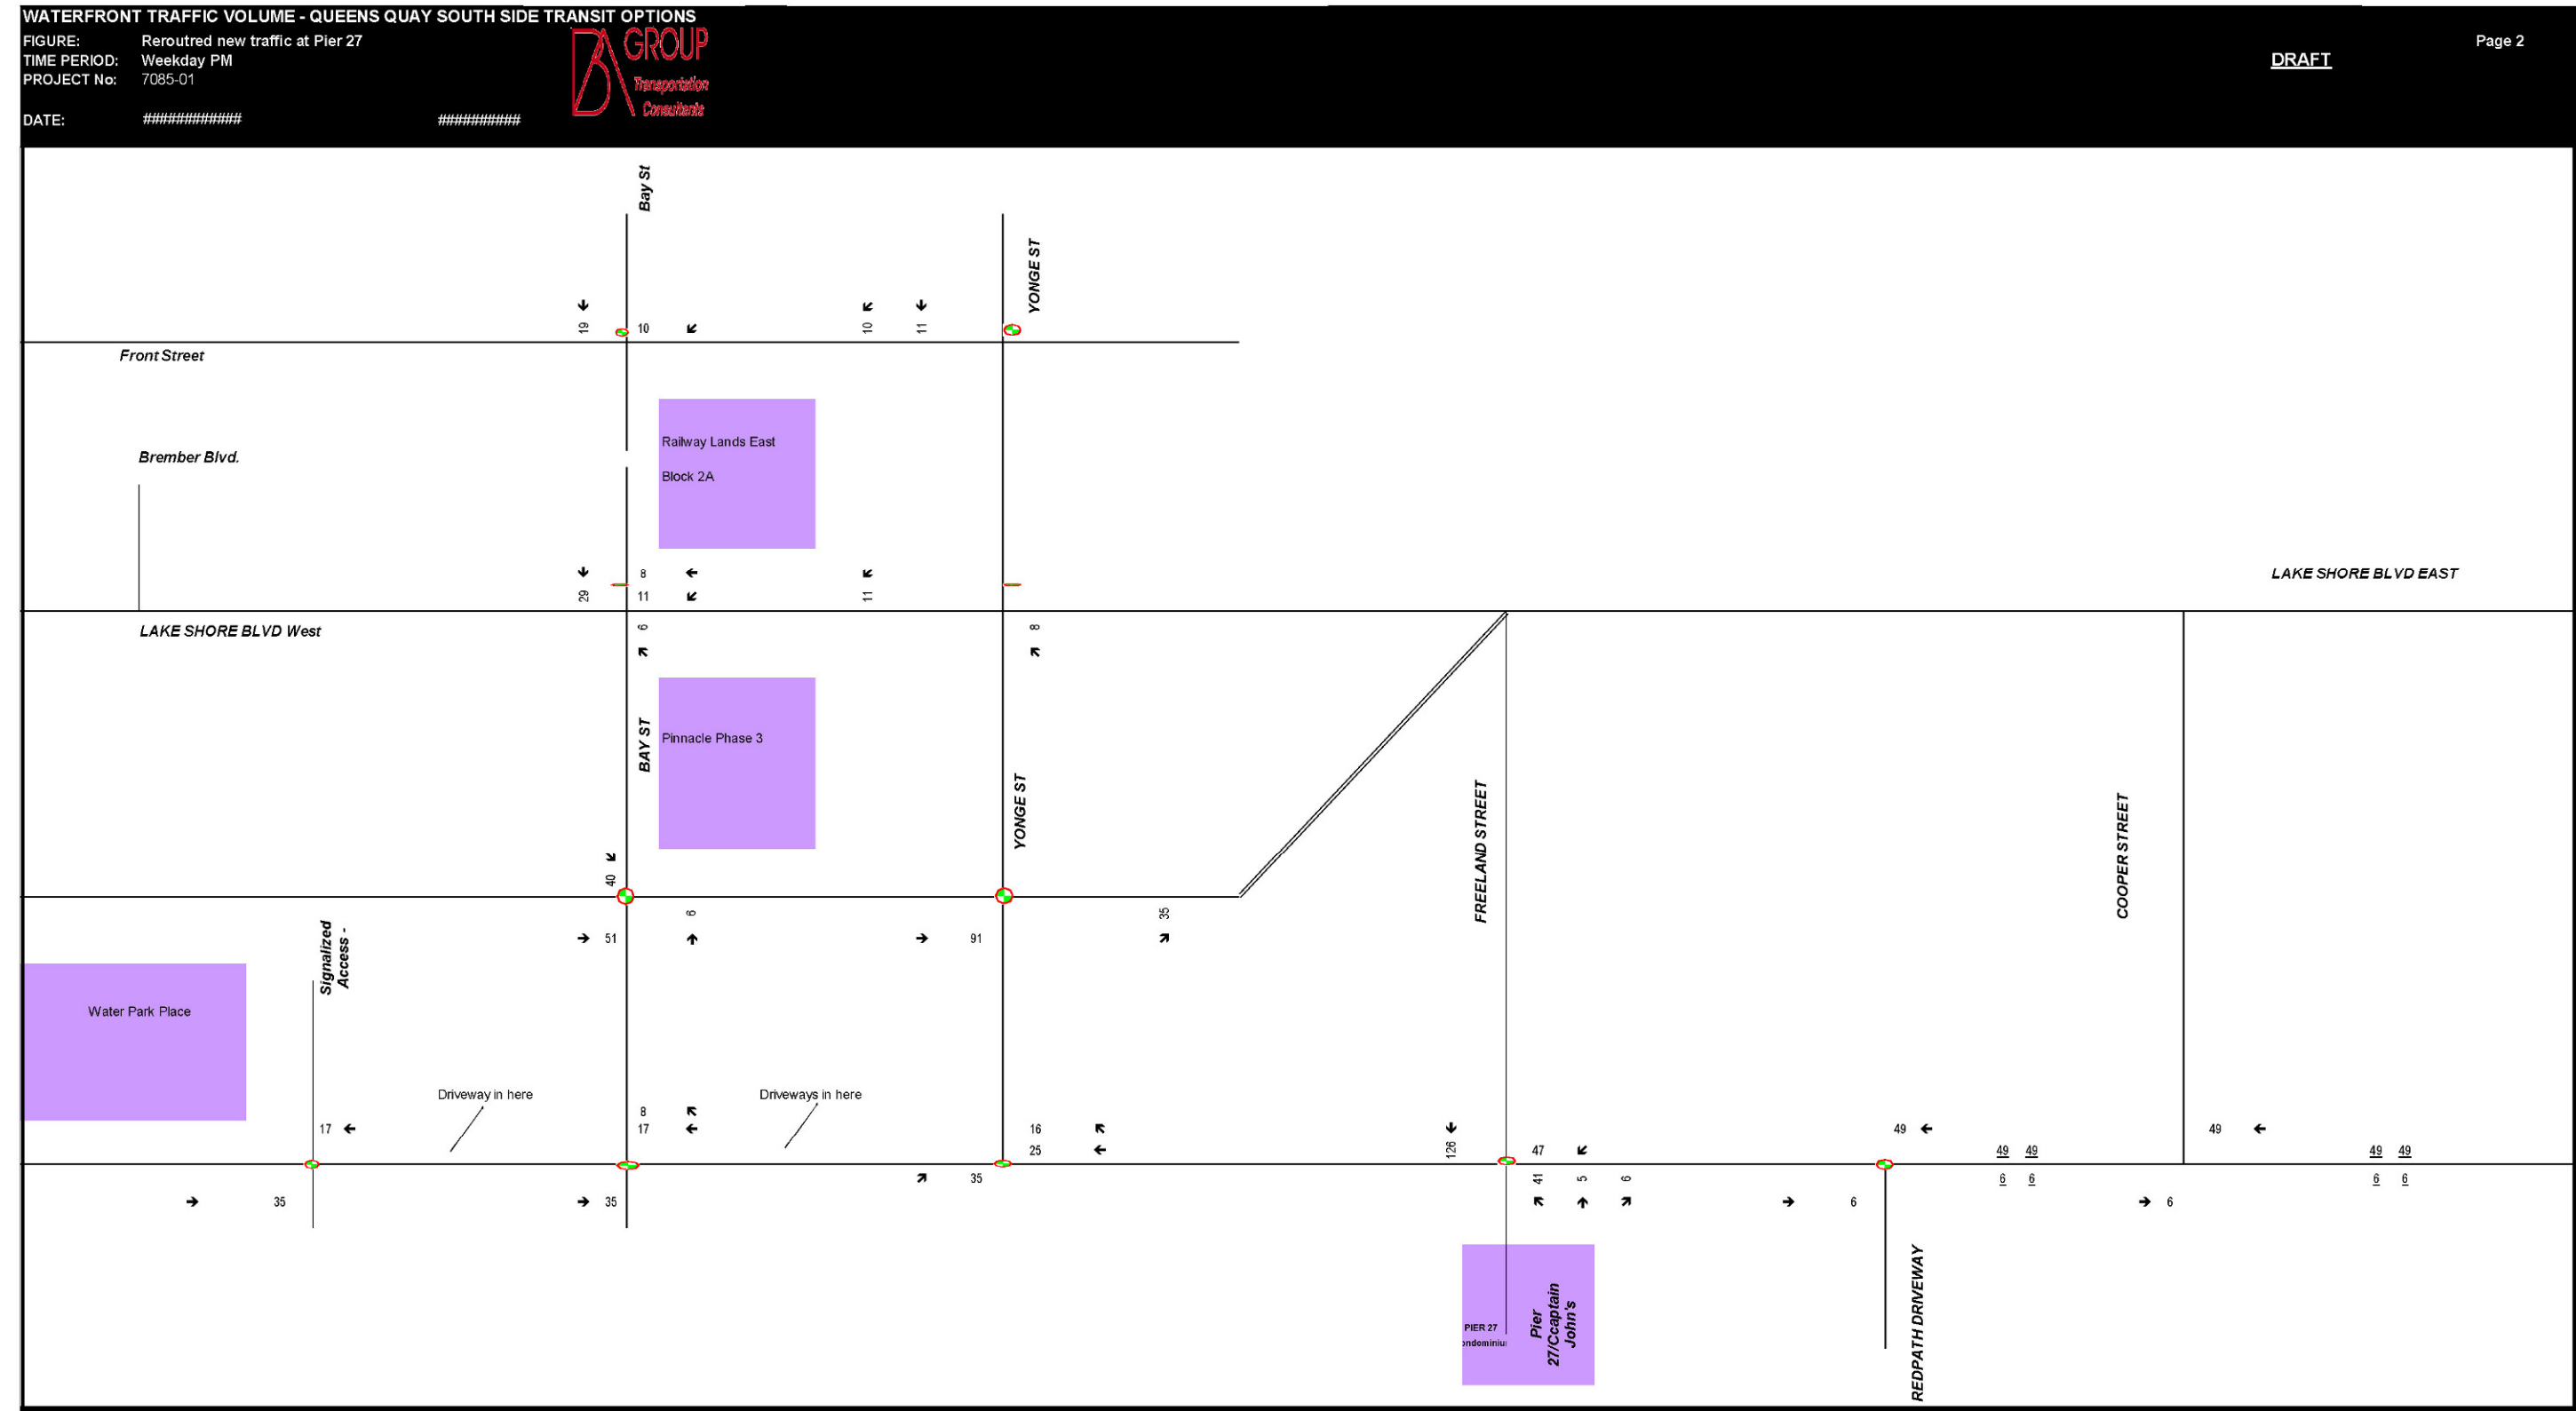 WATERFRONT TRAFFIC VOLUME - QUEENS QUAY SOUTH SIDE TRANSIT OPTIONS
FIGURE: Reroutred new traffic at Pier 27
TIME PERIOD: Weekday PM
PROJECT No: 7085-01
DATE: ############ ##########
BA GROUP
Transportation
Consultants
DRAFT
Page 2
Bay St
YONGE ST
19
10
10
11
Front Street
Railway Lands East
Block 2A
Brember Blvd.
29
8
11
11
LAKE SHORE BLVD EAST
LAKE SHORE BLVD West
6
8
BAY ST
Pinnacle Phase 3
YONGE ST
FREELAND STREET
COOPER STREET
40
6
35
51
91
Signalized
Access -
Water Park Place
Driveway in here
Driveways in here
17
8
17
16
25
126
47
49
49
49 49
49 49
35
41
5
6
6 6
6 6
35
35
6
6
PIER 27
ondominiu
Pier
27/Ccaptain
John's
REDPATH DRIVEWAY